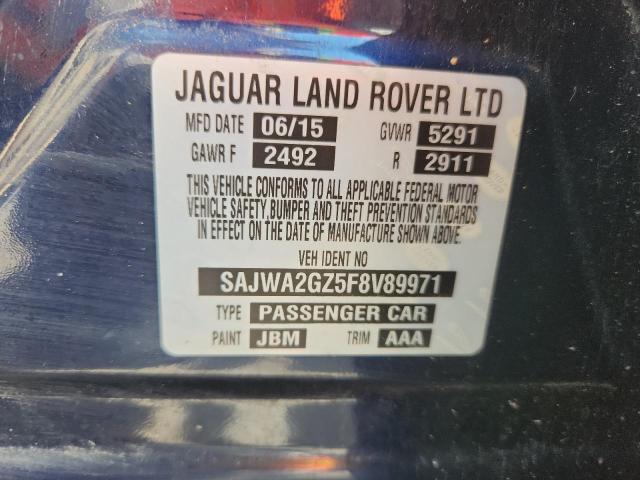 JAGUAR LAND ROVER LTD
MFD DATE 06/15 GVWR 5291
GAWR F 2492 R 2911
THIS VEHICLE CONFORMS TO ALL APPLICABLE FEDERAL MOTOR
VEHICLE SAFETY,BUMPER AND THEFT PREVENTION STANDARDS
IN EFFECT ON THE DATE OF MANUFACTURE SHOWN ABOVE.
VEH IDENT NO
SAJWA2GZ5F8V89971
TYPE PASSENGER CAR
PAINT JBM TRIM AAA